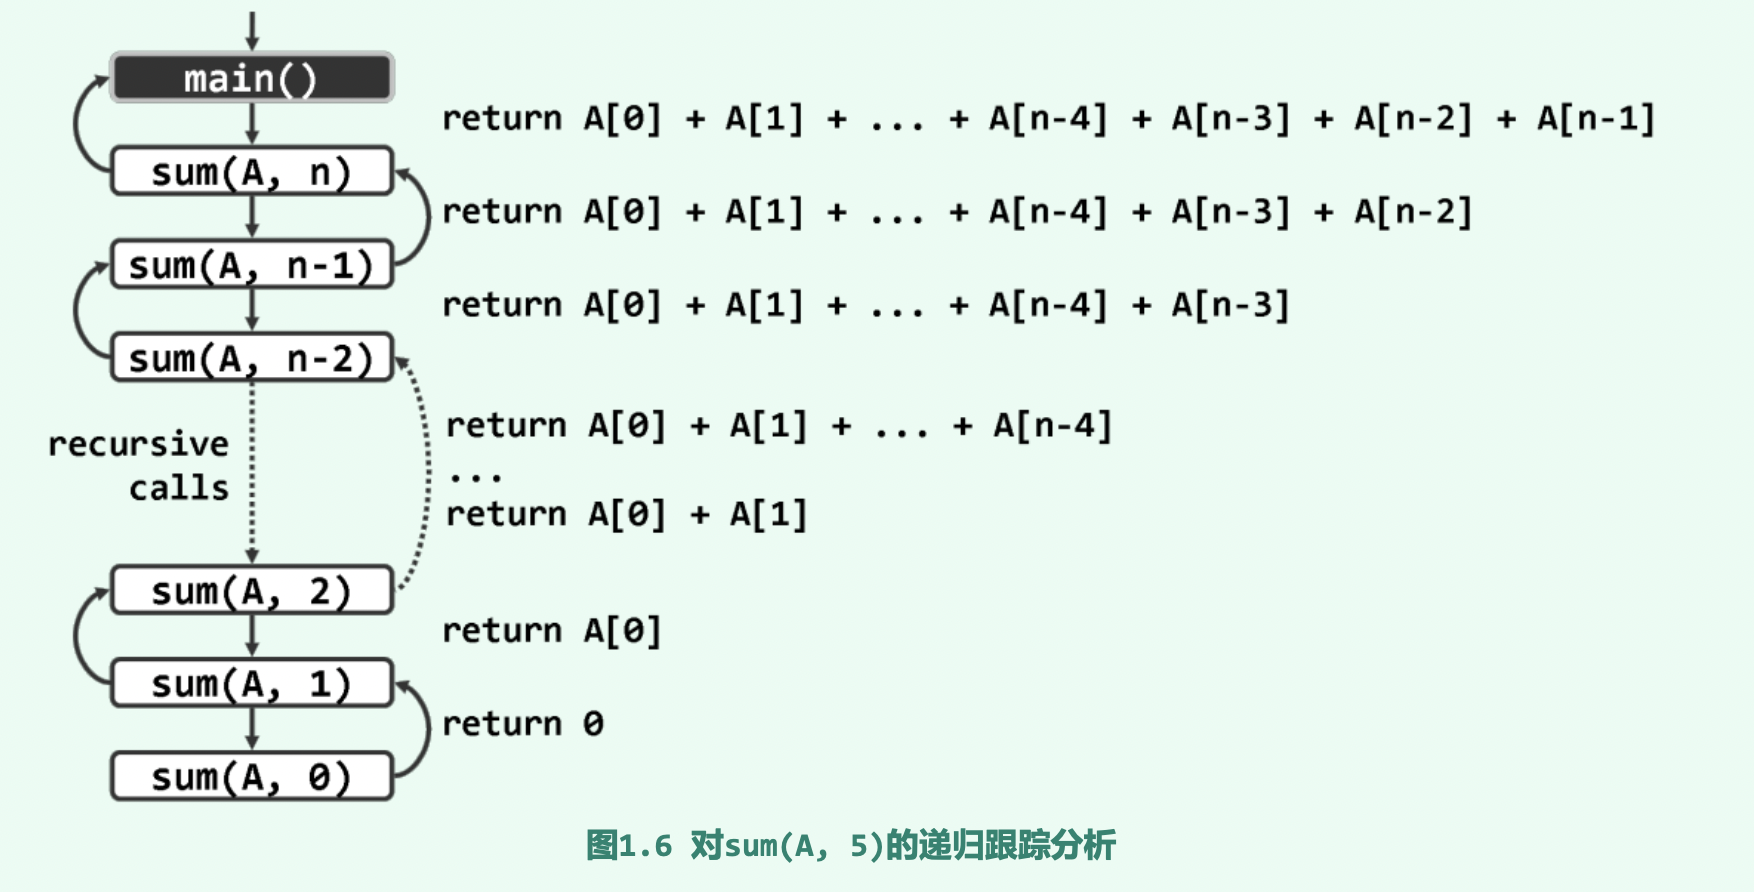 main()
return A[0] + A[1] + ... + A[n-4] + A[n-3] + A[n-2] + A[n-1]
sum(A, n)
return A[0] + A[1] + ... + A[n-4] + A[n-3] + A[n-2]
sum(A, n-1)
return A[0] + A[1] + ... + A[n-4] + A[n-3]
sum(A, n-2)
return A[0] + A[1] + ... + A[n-4]
recursive
calls
...
return A[0] + A[1]
sum(A, 2)
return A[0]
sum(A, 1)
return 0
sum(A, 0)
图1.6 对sum(A, 5)的递归跟踪分析